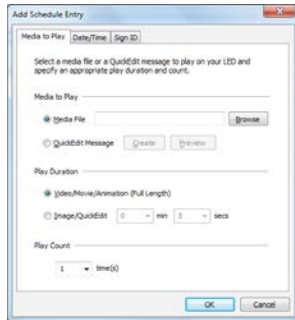 Add Schedule Entry
Media to Play Date/Time Sign ID
Select a media file or a QuickEdit message to play on your LED and
specify an appropriate play duration and count.
Media to Play
Media File Browse
QuickEdit Message Create Preview
Play Duration
Video/Movie/Animation (Full Length)
Image/QuickEdit 0 min 3 secs
Play Count
1 time(s)
OK Cancel